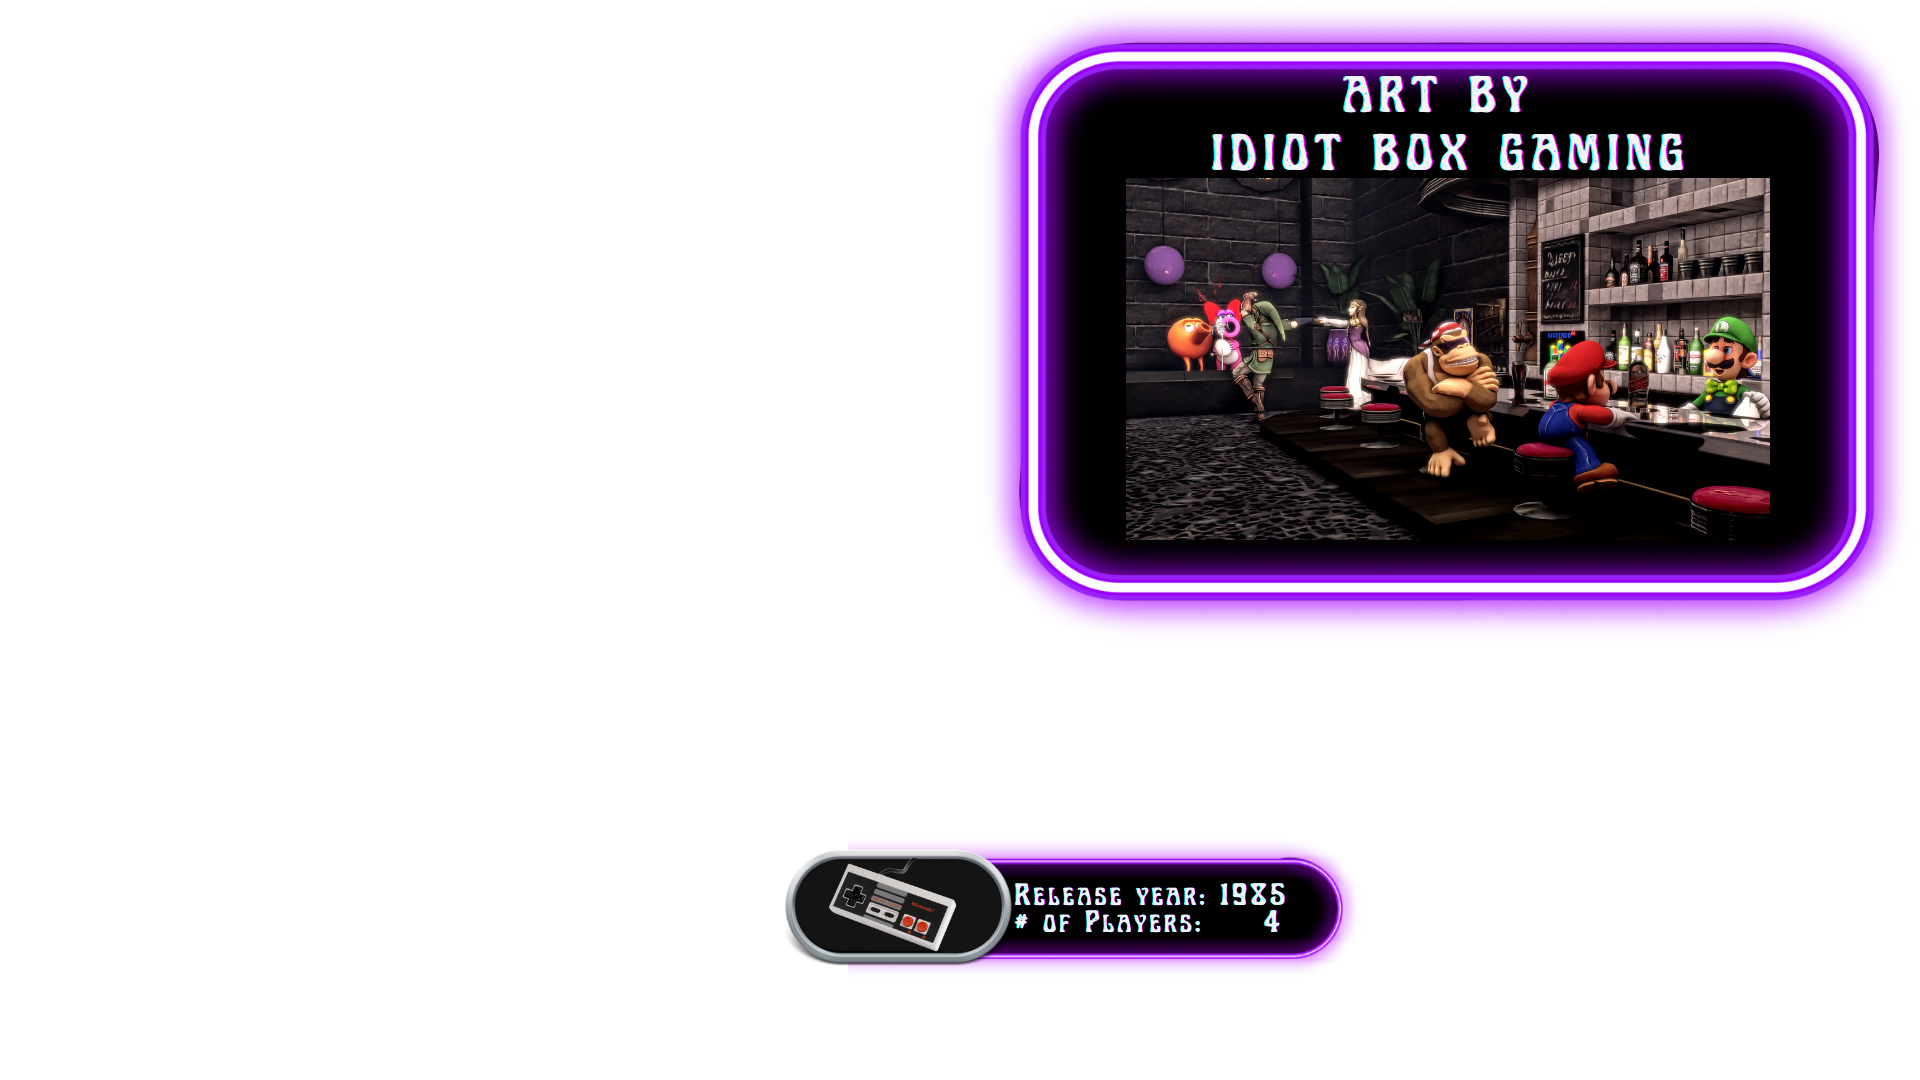 ART BY
IDIOT BOX GAMING
RELEASE YEAR: 1985
# OF PLAYERS: 4